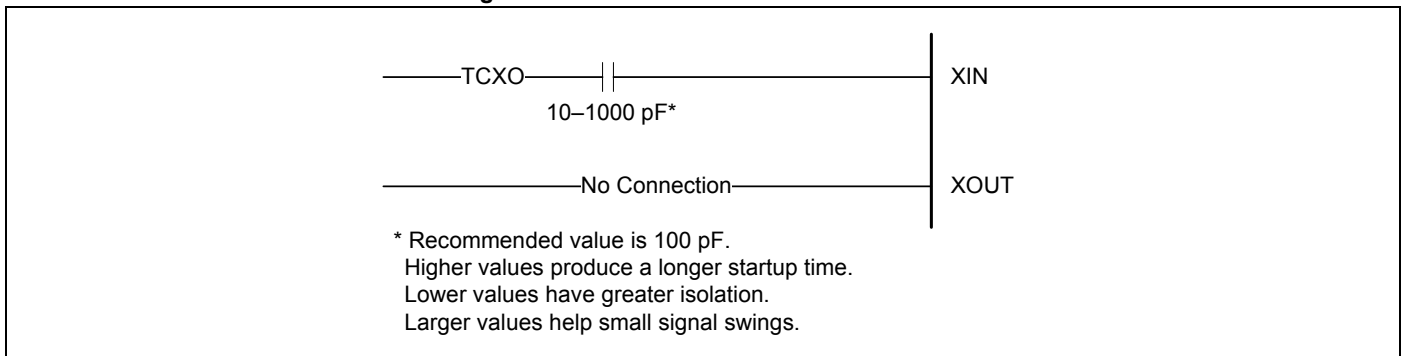 TCXO
XIN
10–1000 pF*
No Connection
XOUT
* Recommended value is 100 pF.
Higher values produce a longer startup time.
Lower values have greater isolation.
Larger values help small signal swings.